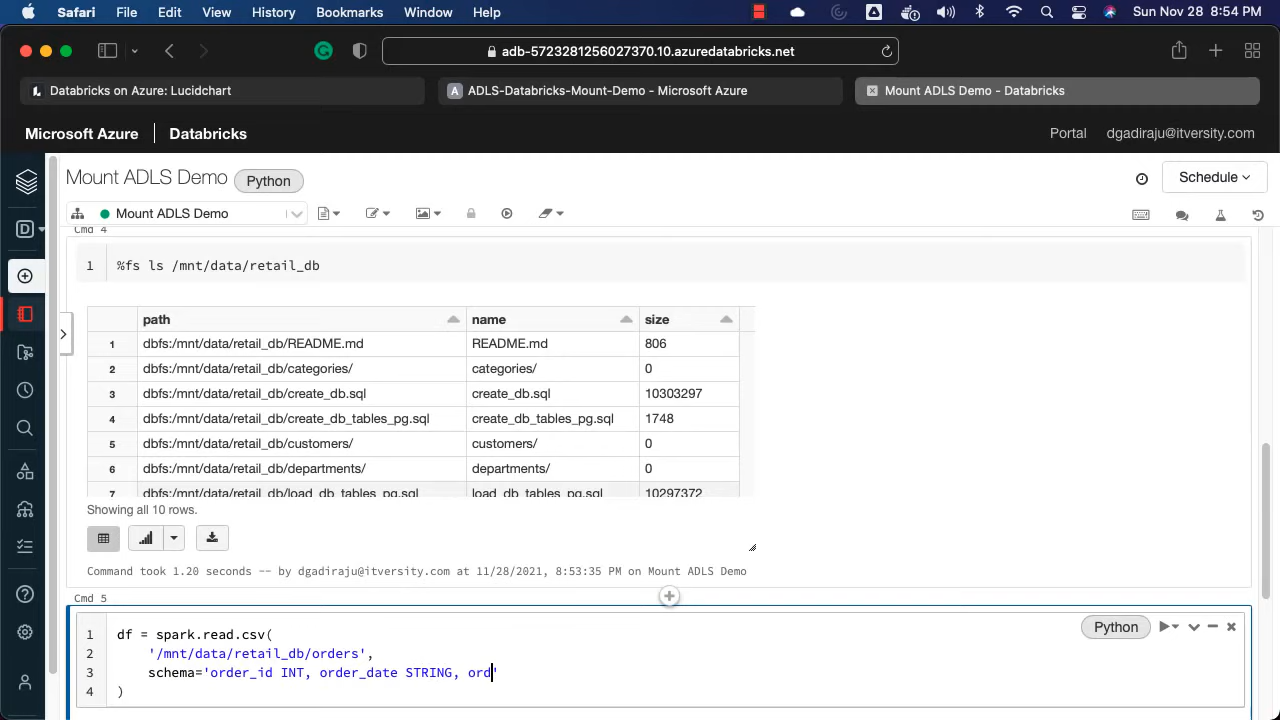 Safari File Edit View History Bookmarks Window Help Sun Nov 28 8:54 PM
adb-5723281256027370.10.azuredatabricks.net
Databricks on Azure: Lucidchart ADLS-Databricks-Mount-Demo - Microsoft Azure Mount ADLS Demo - Databricks
Microsoft Azure Databricks Portal dgadiraju@itversity.com
Mount ADLS Demo Python Schedule
Mount ADLS Demo
Cmd 4
1 %fs ls /mnt/data/retail_db
path name size
1 dbfs:/mnt/data/retail_db/README.md README.md 806
2 dbfs:/mnt/data/retail_db/categories/ categories/ 0
3 dbfs:/mnt/data/retail_db/create_db.sql create_db.sql 10303297
4 dbfs:/mnt/data/retail_db/create_db_tables_pg.sql create_db_tables_pg.sql 1748
5 dbfs:/mnt/data/retail_db/customers/ customers/ 0
6 dbfs:/mnt/data/retail_db/departments/ departments/ 0
7 dbfs:/mnt/data/retail_db/load_db_tables_pg.sql load_db_tables_pg.sql 10297372
Showing all 10 rows.
Command took 1.20 seconds -- by dgadiraju@itversity.com at 11/28/2021, 8:53:35 PM on Mount ADLS Demo
Cmd 5
Python
1 df = spark.read.csv(
2 '/mnt/data/retail_db/orders',
3 schema='order_id INT, order_date STRING, ord'
4 )